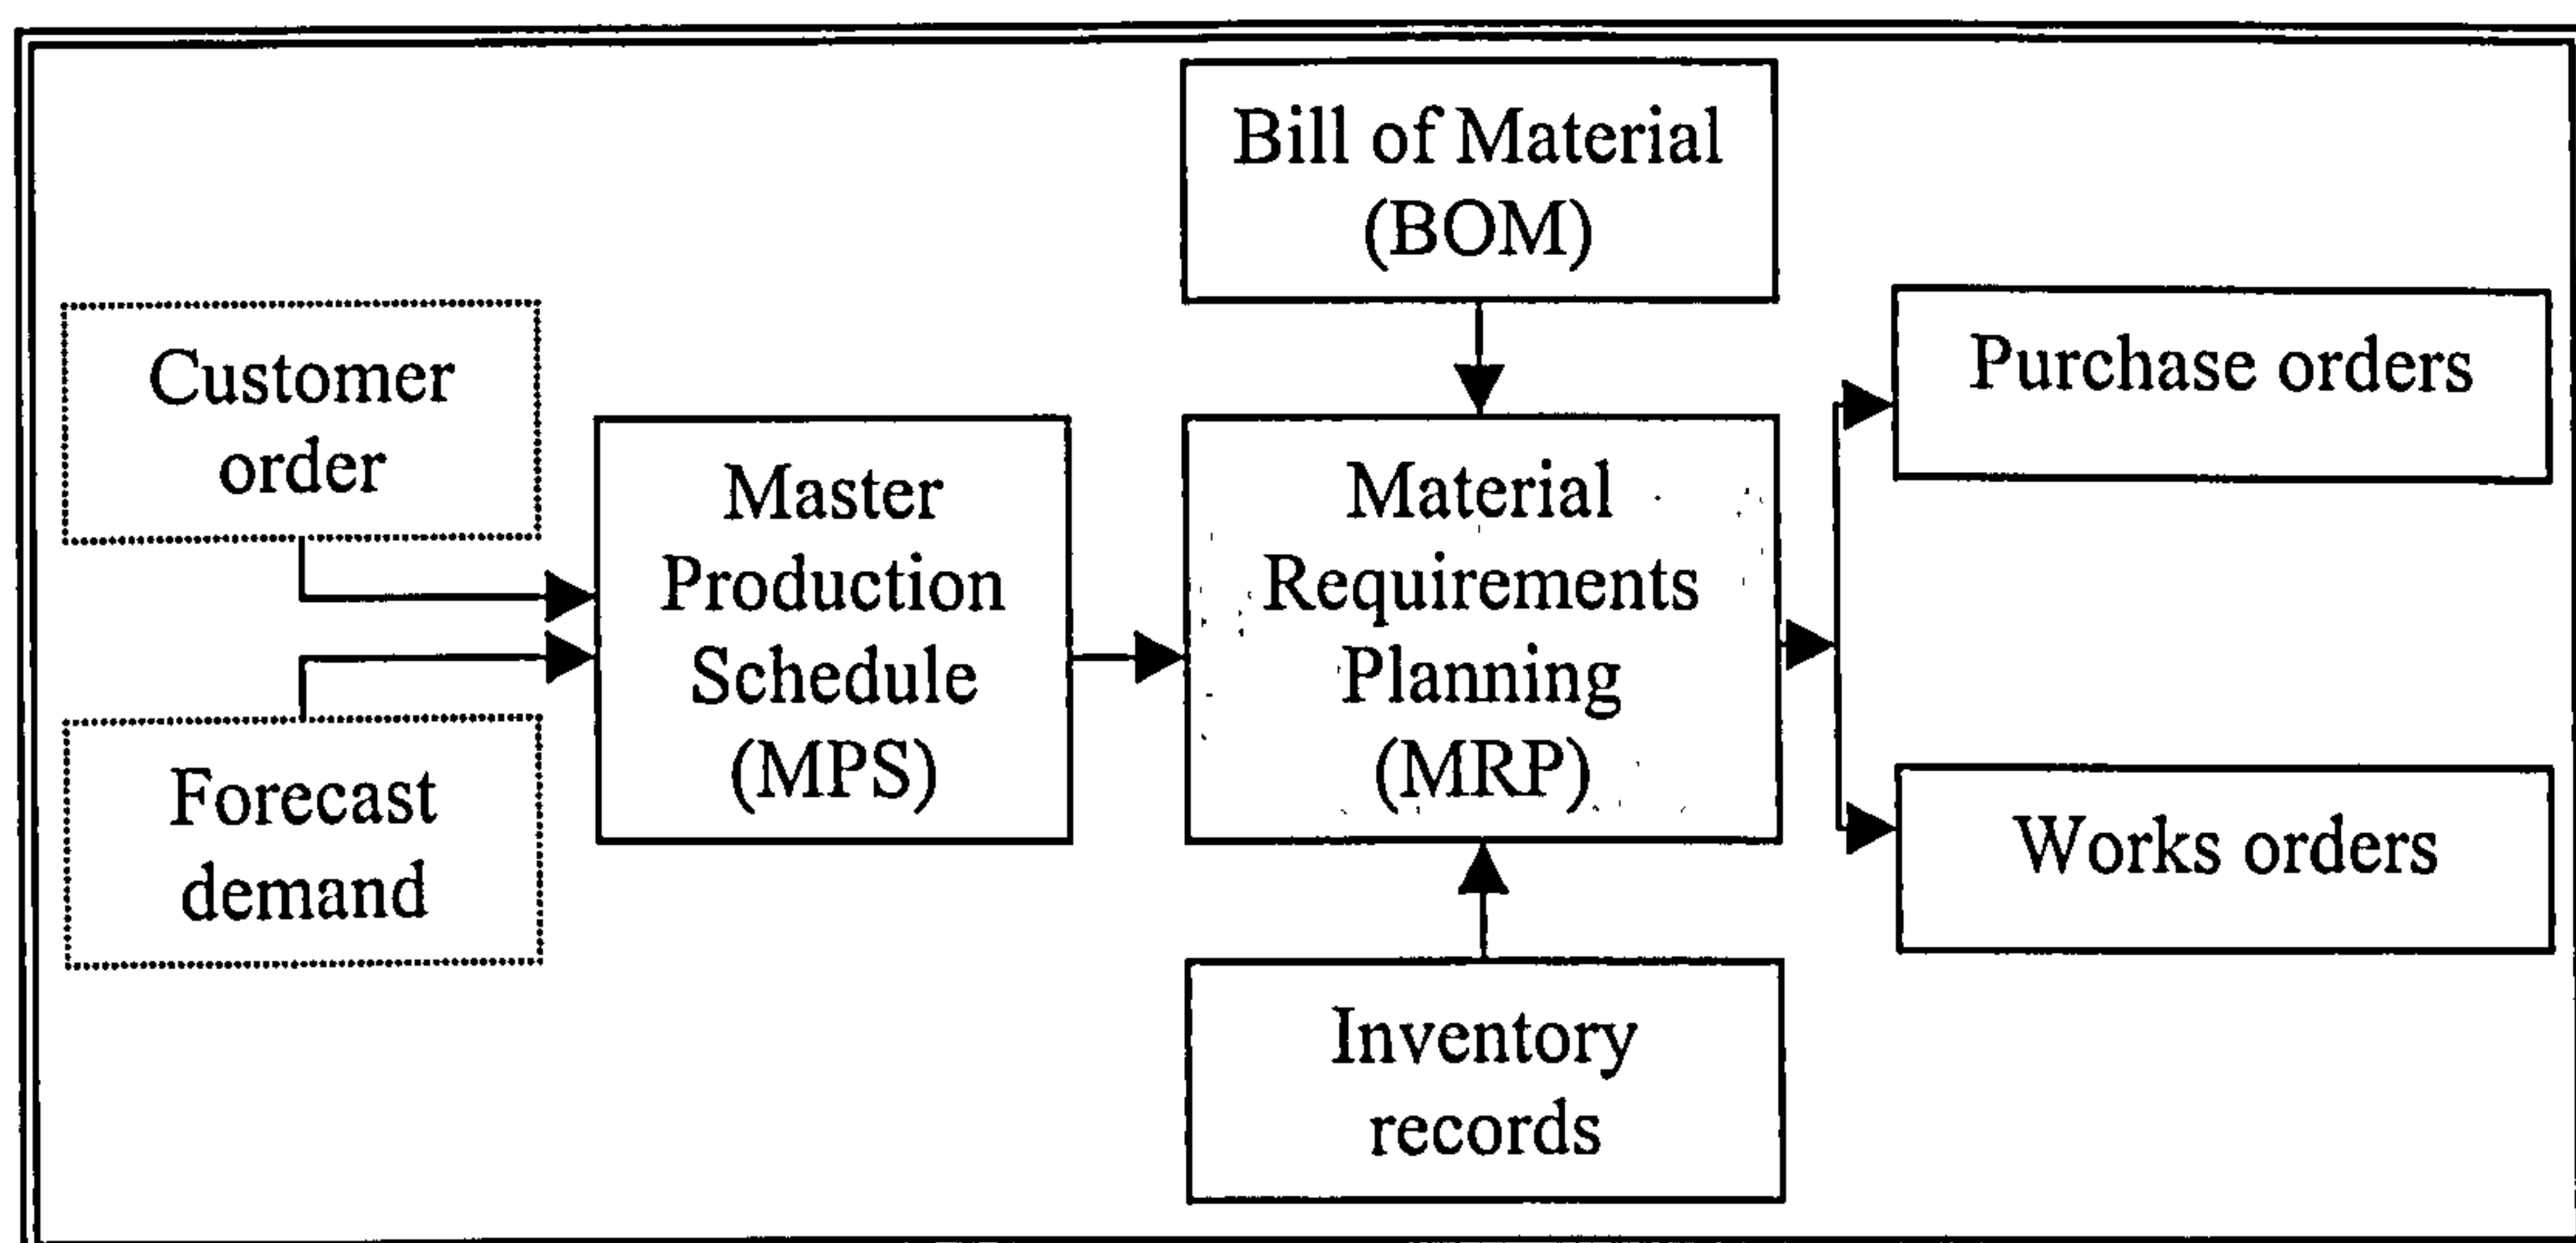 Bill of Material
(BOM)
Customer
order
Purchase orders
Master
Production
Schedule
(MPS)
Material
Requirements
Planning
(MRP)
Forecast
demand
Works orders
Inventory
records